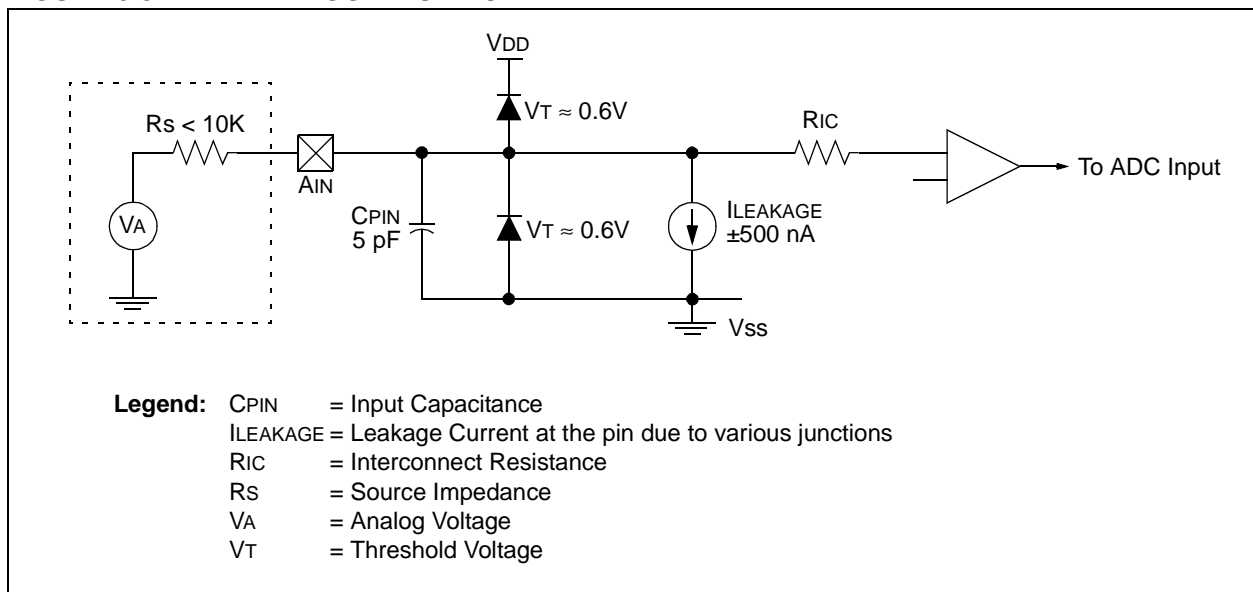 VDD
VT ≈ 0.6V
RS < 10K
RIC
AIN
To ADC Input
VA
CPIN
5 pF
VT ≈ 0.6V
ILEAKAGE
±500 nA
VSS
Legend: CPIN = Input Capacitance
ILEAKAGE = Leakage Current at the pin due to various junctions
RIC = Interconnect Resistance
RS = Source Impedance
VA = Analog Voltage
VT = Threshold Voltage